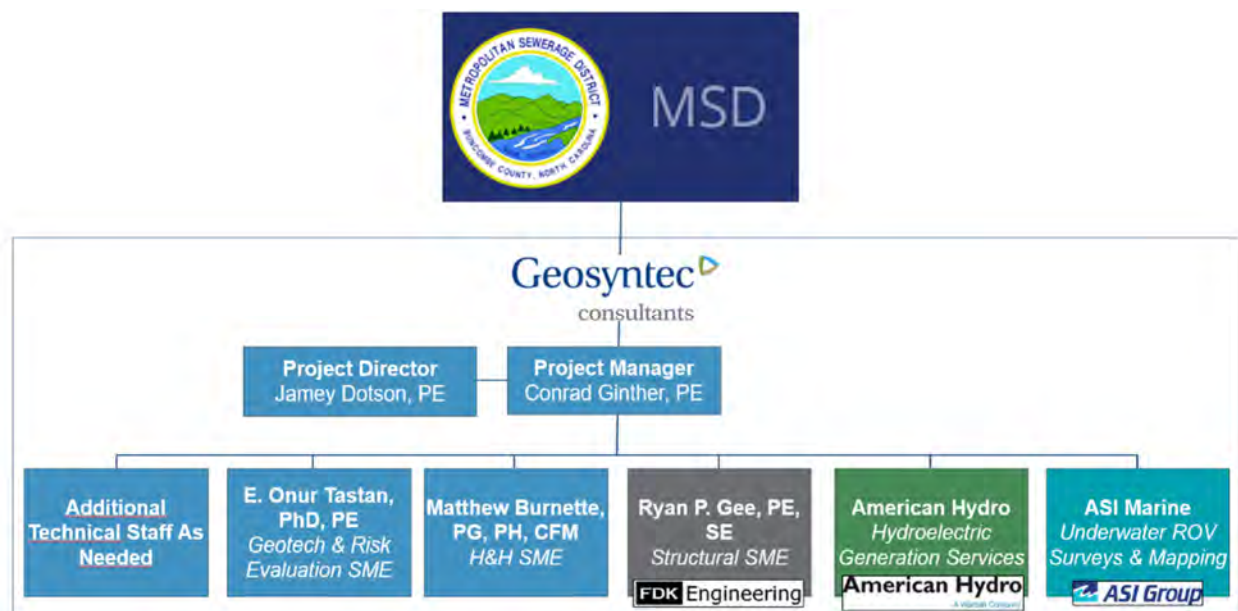 METROPOLITAN SEWERAGE DISTRICT
BUNCOMBE COUNTY, NORTH CAROLINA
MSD
Geosyntec
consultants
Project Director
Jamey Dotson, PE
Project Manager
Conrad Ginther, PE
Additional
Technical Staff As
Needed
E. Onur Tastan,
PhD, PE
Geotech & Risk
Evaluation SME
Matthew Burnette,
PG, PH, CFM
H&H SME
Ryan P. Gee, PE,
SE
Structural SME
FDK Engineering
American Hydro
Hydroelectric
Generation Services
American Hydro
A Wärtsilä Company
ASI Marine
Underwater ROV
Surveys & Mapping
ASI Group